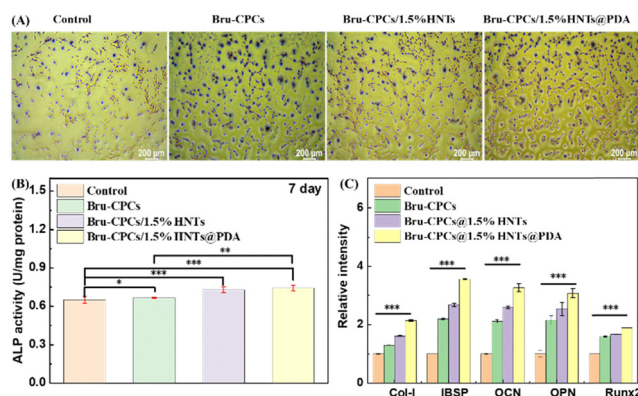 (A)
Control
Bru-CPCs
Bru-CPCs/1.5%HNTs
Bru-CPCs/1.5%HNTs@PDA
200 μm
200 μm
200 μm
200 μm
(B)
7 day
Control
Bru-CPCs
Bru-CPCs/1.5% HNTs
Bru-CPCs/1.5% HNTs@PDA
ALP activity (U/mg protein)
1.5
1.2
0.9
0.6
0.3
0.0
**
***
***
*
(C)
Control
Bru-CPCs
Bru-CPCs@1.5% HNTs
Bru-CPCs@1.5% HNTs@PDA
Relative intensity
6
4
2
0
***
***
***
***
***
Col-I
IBSP
OCN
OPN
Runx2